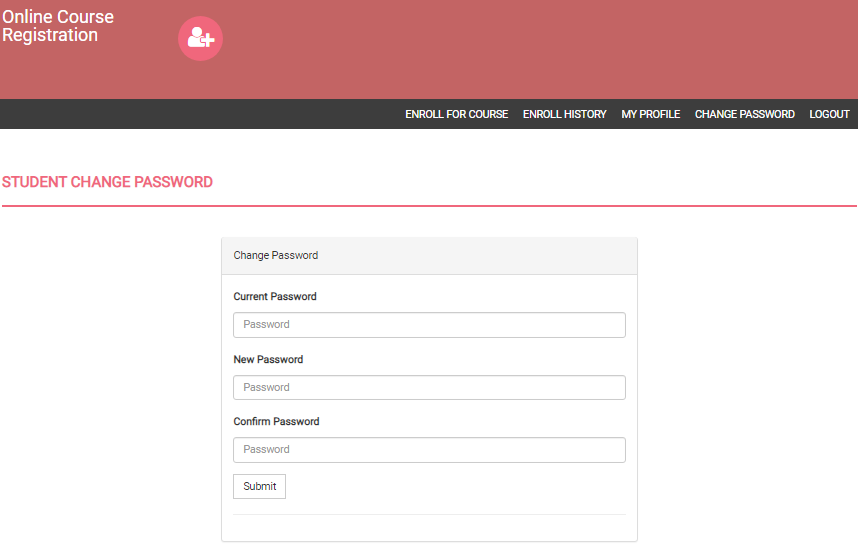 Online Course
Registration
ENROLL FOR COURSE ENROLL HISTORY MY PROFILE CHANGE PASSWORD LOGOUT
STUDENT CHANGE PASSWORD
Change Password
Current Password
Password
New Password
Password
Confirm Password
Password
Submit